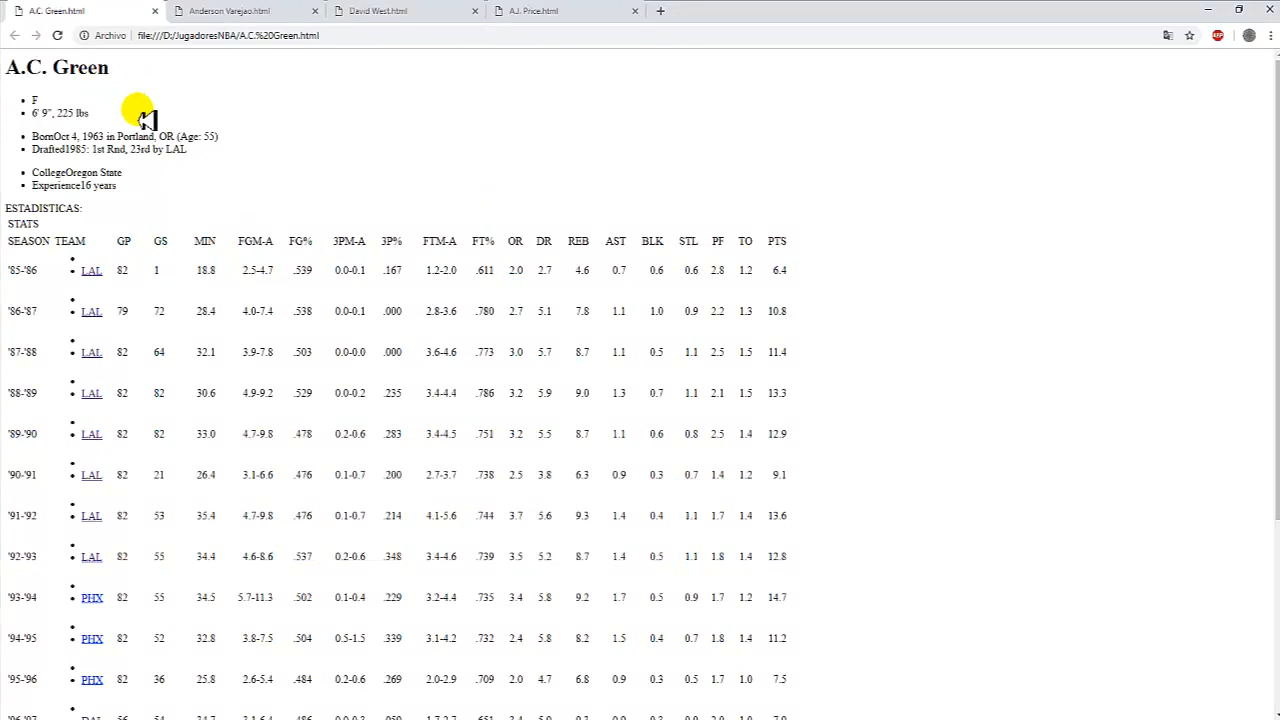 A.C. Green.html Anderson Varejao.html David West.html A.J. Price.html
Archivo file:///D:/JugadoresNBA/A.C.%20Green.html
A.C. Green
F
6' 9", 225 lbs
BornOct 4, 1963 in Portland, OR (Age: 55)
Drafted1985: 1st Rnd, 23rd by LAL
CollegeOregon State
Experience16 years
ESTADISTICAS:
STATS
SEASON TEAM GP GS MIN FGM-A FG% 3PM-A 3P% FTM-A FT% OR DR REB AST BLK STL PF TO PTS
'85-'86 LAL 82 1 18.8 2.5-4.7 .539 0.0-0.1 .167 1.2-2.0 .611 2.0 2.7 4.6 0.7 0.6 0.6 2.8 1.2 6.4
'86-'87 LAL 79 72 28.4 4.0-7.4 .538 0.0-0.1 .000 2.8-3.6 .780 2.7 5.1 7.8 1.1 1.0 0.9 2.2 1.3 10.8
'87-'88 LAL 82 64 32.1 3.9-7.8 .503 0.0-0.0 .000 3.6-4.6 .773 3.0 5.7 8.7 1.1 0.5 1.1 2.5 1.5 11.4
'88-'89 LAL 82 82 30.6 4.9-9.2 .529 0.0-0.2 .235 3.4-4.4 .786 3.2 5.9 9.0 1.3 0.7 1.1 2.1 1.5 13.3
'89-'90 LAL 82 82 33.0 4.7-9.8 .478 0.2-0.6 .283 3.4-4.5 .751 3.2 5.5 8.7 1.1 0.6 0.8 2.5 1.4 12.9
'90-'91 LAL 82 21 26.4 3.1-6.6 .476 0.1-0.7 .200 2.7-3.7 .738 2.5 3.8 6.3 0.9 0.3 0.7 1.4 1.2 9.1
'91-'92 LAL 82 53 35.4 4.7-9.8 .476 0.1-0.7 .214 4.1-5.6 .744 3.7 5.6 9.3 1.4 0.4 1.1 1.7 1.4 13.6
'92-'93 LAL 82 55 34.4 4.6-8.6 .537 0.2-0.6 .348 3.4-4.6 .739 3.5 5.2 8.7 1.4 0.5 1.1 1.8 1.4 12.8
'93-'94 PHX 82 55 34.5 5.7-11.3 .502 0.1-0.4 .229 3.2-4.4 .735 3.4 5.8 9.2 1.7 0.5 0.9 1.7 1.2 14.7
'94-'95 PHX 82 52 32.8 3.8-7.5 .504 0.5-1.5 .339 3.1-4.2 .732 2.4 5.8 8.2 1.5 0.4 0.7 1.8 1.4 11.2
'95-'96 PHX 82 36 25.8 2.6-5.4 .484 0.2-0.6 .269 2.0-2.9 .709 2.0 4.7 6.8 0.9 0.3 0.5 1.7 1.0 7.5